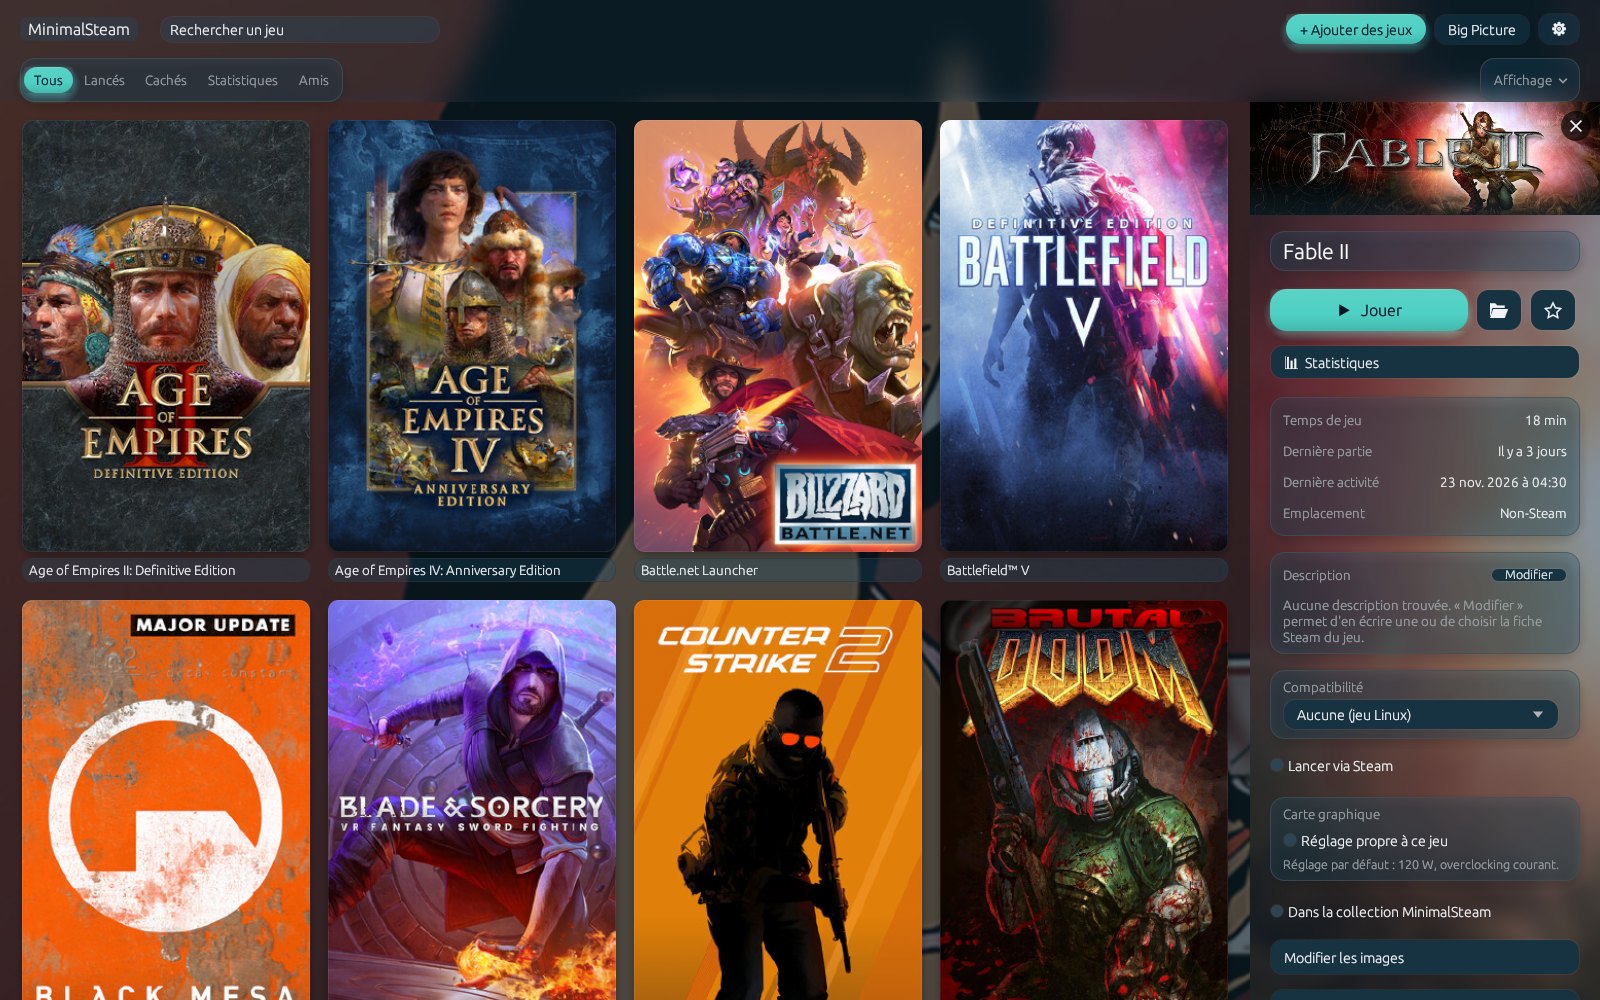 MinimalSteam
Rechercher un jeu
+ Ajouter des jeux
Big Picture
Tous
Lancés
Cachés
Statistiques
Amis
Affichage
AGE
OF
EMPIRES
II
DEFINITIVE EDITION
Age of Empires II: Definitive Edition
AGE
OF
EMPIRES
IV
ANNIVERSARY
EDITION
Age of Empires IV: Anniversary Edition
BLIZZARD
BATTLE.NET
Battle.net Launcher
DEFINITIVE EDITION
BATTLEFIELD
V
Battlefield™ V
MAJOR UPDATE
BLACK MESA
BLADE & SORCERY
VR FANTASY SWORD FIGHTING
COUNTER
STRIKE 2
BRUTAL
DOOM
FABLE II
Fable II
Jouer
Statistiques
Temps de jeu 18 min
Dernière partie Il y a 3 jours
Dernière activité 23 nov. 2026 à 04:30
Emplacement Non-Steam
Description Modifier
Aucune description trouvée. « Modifier »
permet d'en écrire une ou de choisir la fiche
Steam du jeu.
Compatibilité
Aucune (jeu Linux)
Lancer via Steam
Carte graphique
Réglage propre à ce jeu
Réglage par défaut : 120 W, overclocking courant.
Dans la collection MinimalSteam
Modifier les images